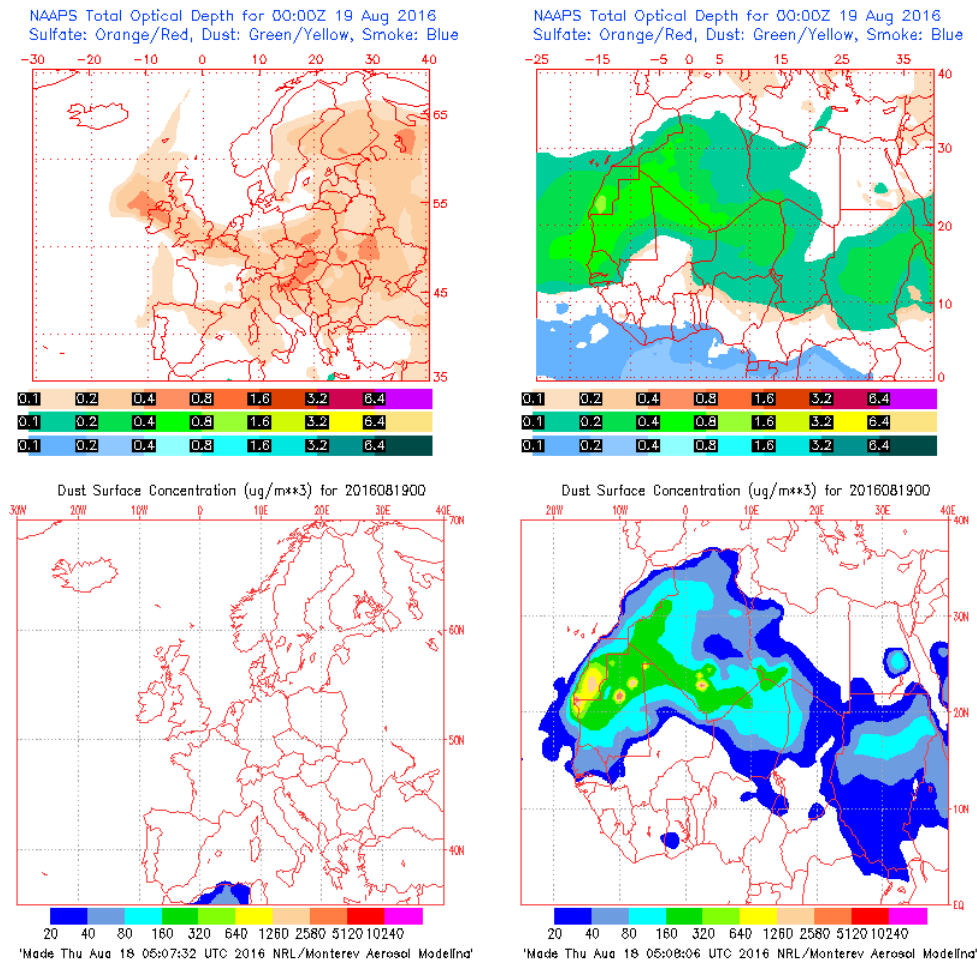 NAAPS Total Optical Depth for 00:00Z 19 Aug 2016
Sulfate: Orange/Red, Dust: Green/Yellow, Smoke: Blue
-30 -20 -10 0 10 20 30 40
65
55
45
35
0.1 0.2 0.4 0.8 1.6 3.2 6.4
0.1 0.2 0.4 0.8 1.6 3.2 6.4
0.1 0.2 0.4 0.8 1.6 3.2 6.4
NAAPS Total Optical Depth for 00:00Z 19 Aug 2016
Sulfate: Orange/Red, Dust: Green/Yellow, Smoke: Blue
-25 -15 -5 0 5 15 25 35
40
30
20
10
0
0.1 0.2 0.4 0.8 1.6 3.2 6.4
0.1 0.2 0.4 0.8 1.6 3.2 6.4
0.1 0.2 0.4 0.8 1.6 3.2 6.4
Dust Surface Concentration (ug/m**3) for 2016081900
30W 20W 10W 0 10E 20E 30E 40E
70N
60N
50N
40N
20 40 80 160 320 640 1260 2580 5120 10240
'Made Thu Aug 18 05:07:32 UTC 2016 NRL/Monterey Aerosol Modeling'
Dust Surface Concentration (ug/m**3) for 2016081900
20W 10W 0 10E 20E 30E 40E
40N
30N
20N
10N
EQ
20 40 80 160 320 640 1260 2580 5120 10240
'Made Thu Aug 18 05:08:06 UTC 2016 NRL/Monterey Aerosol Modeling'